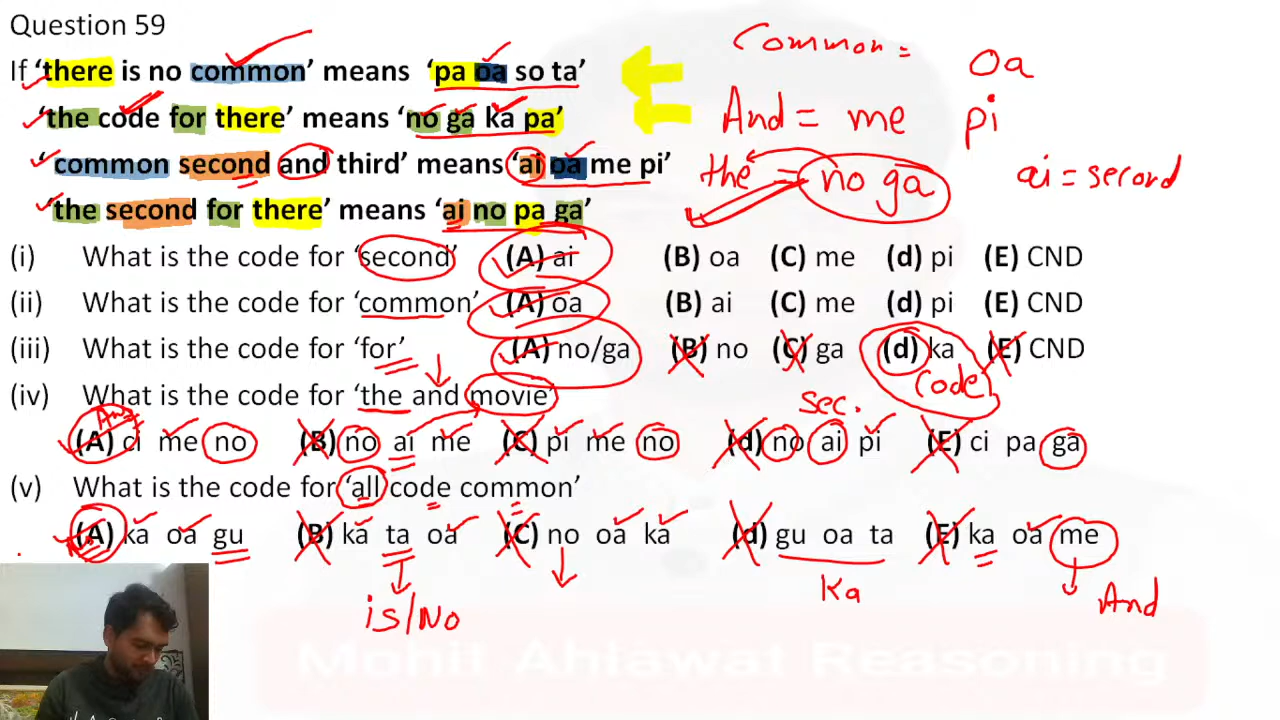 Question 59
If ‘there is no common’ means ‘pa oa so ta’
‘the code for there’ means ‘no ga ka pa’
‘common second and third’ means ‘ai oa me pi’
‘the second for there’ means ‘ai no pa ga’
Common = oa
And = me pi
the = no ga
ai = second
(i) What is the code for ‘second’ (A) ai (B) oa (C) me (d) pi (E) CND
(ii) What is the code for ‘common’ (A) oa (B) ai (C) me (d) pi (E) CND
(iii) What is the code for ‘for’ (A) no/ga (B) no (C) ga (d) ka (E) CND
code
(iv) What is the code for ‘the and movie’
Ans sec.
(A) ci me no (B) no ai me (C) pi me no (d) no ai pi (E) ci pa ga
(v) What is the code for ‘all code common’
(A) ka oa gu (B) ka ta oa (C) no oa ka (d) gu oa ta (E) ka oa me
is/No Ka And
Mohit Ahlawat Reasoning